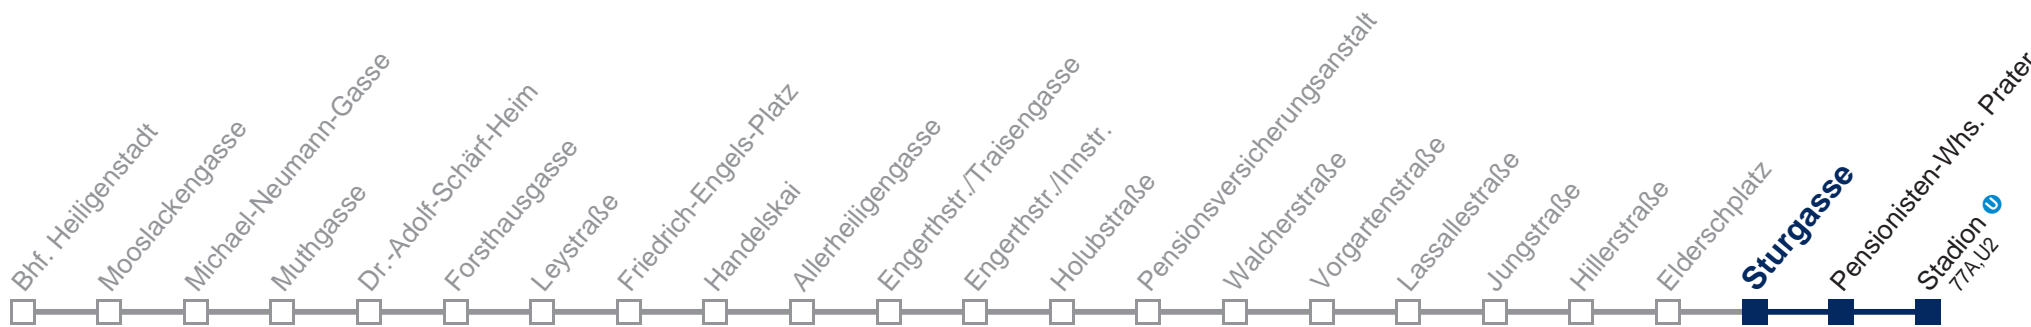 Bhf. Heiligenstadt
Mooslackengasse
Michael-Neumann-Gasse
Muthgasse
Dr.-Adolf-Schärf-Heim
Forsthausgasse
Leystraße
Friedrich-Engels-Platz
Handelskai
Allerheiligengasse
Engerthstr./Traisengasse
Engerthstr./Innstr.
Holubstraße
Pensionsversicherungsanstalt
Walcherstraße
Vorgartenstraße
Lassallestraße
Jungstraße
Hillerstraße
Elderschplatz
Sturgasse
Pensionisten-Whs. Prater
Stadion U
77A,U2